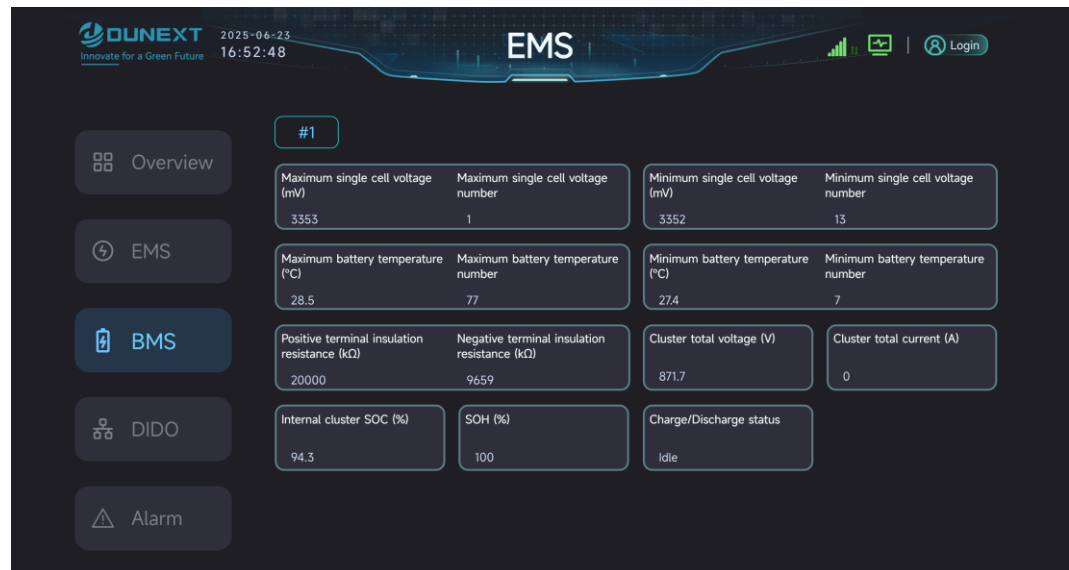 DUNEXT
Innovate for a Green Future
2025-06-23
16:52:48
EMS
Login
Overview
EMS
BMS
DIDO
Alarm
#1
Maximum single cell voltage
(mV)
3353
Maximum single cell voltage
number
1
Minimum single cell voltage
(mV)
3352
Minimum single cell voltage
number
13
Maximum battery temperature
(°C)
28.5
Maximum battery temperature
number
77
Minimum battery temperature
(°C)
27.4
Minimum battery temperature
number
7
Positive terminal insulation
resistance (kΩ)
20000
Negative terminal insulation
resistance (kΩ)
9659
Cluster total voltage (V)
871.7
Cluster total current (A)
0
Internal cluster SOC (%)
94.3
SOH (%)
100
Charge/Discharge status
Idle